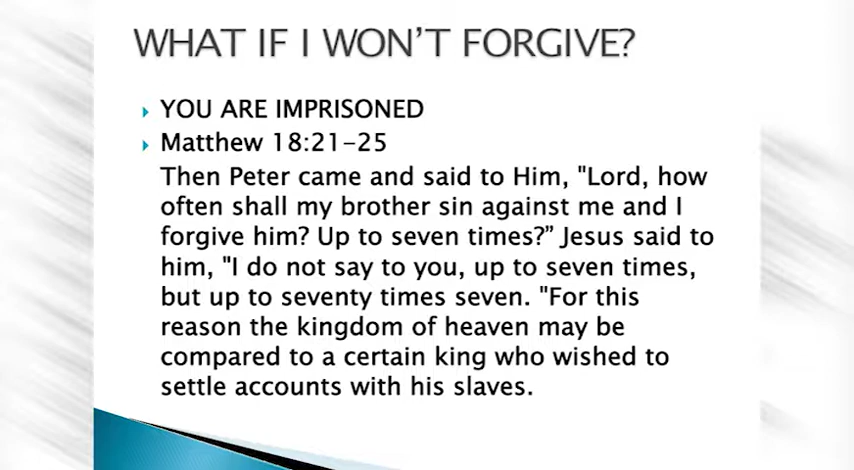 WHAT IF I WON’T FORGIVE?
YOU ARE IMPRISONED
Matthew 18:21-25
Then Peter came and said to Him, "Lord, how
often shall my brother sin against me and I
forgive him? Up to seven times?” Jesus said to
him, "I do not say to you, up to seven times,
but up to seventy times seven. "For this
reason the kingdom of heaven may be
compared to a certain king who wished to
settle accounts with his slaves.